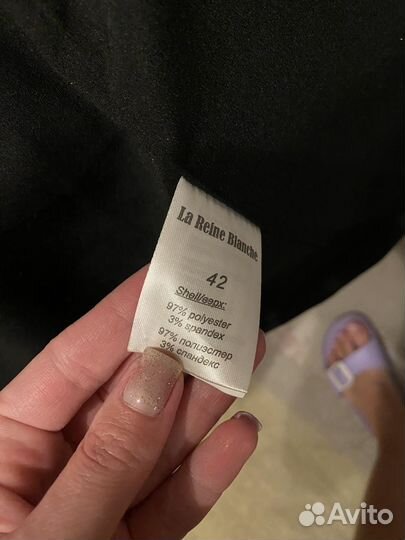 La Reine Blanche
42
Shell/верх:
97% polyester
3% spandex
97% полиэстер
3% спандекс
Avito